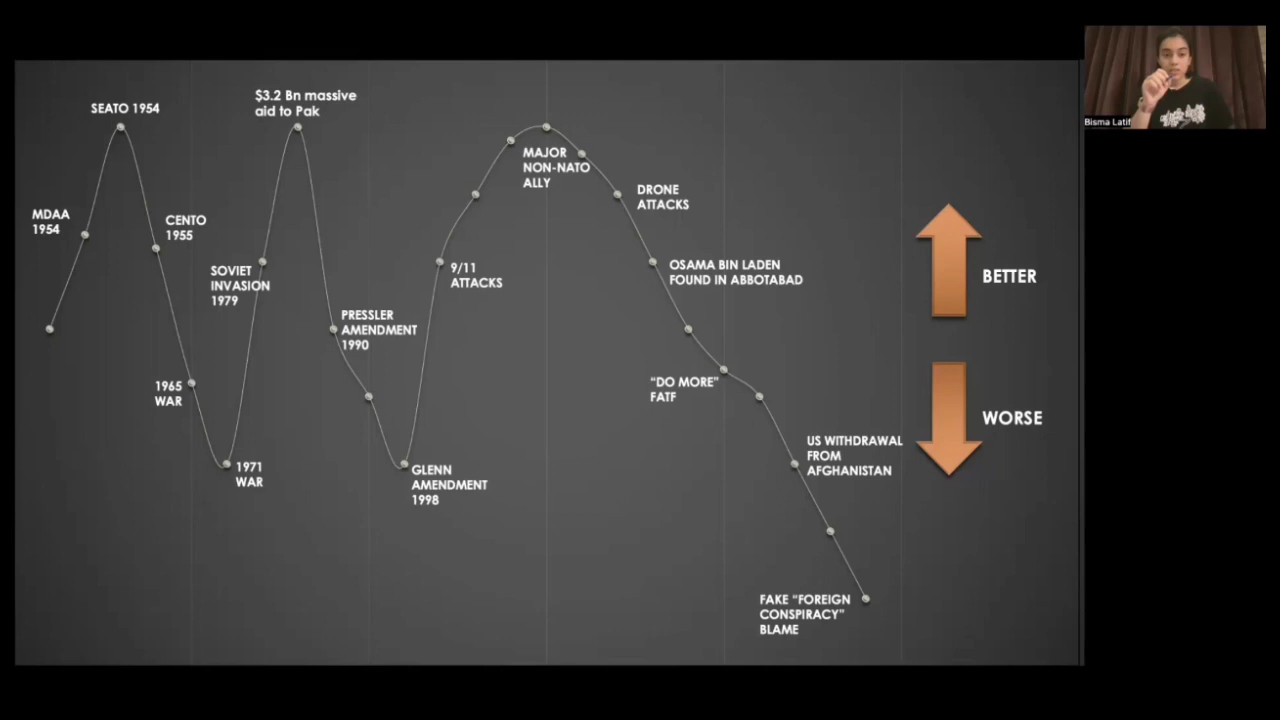 SEATO 1954
$3.2 Bn massive
aid to Pak
Bisma Latif
MAJOR
NON-NATO
ALLY
DRONE
ATTACKS
MDAA
1954
CENTO
1955
SOVIET
INVASION
1979
9/11
ATTACKS
OSAMA BIN LADEN
FOUND IN ABBOTABAD
BETTER
PRESSLER
AMENDMENT
1990
1965
WAR
"DO MORE"
FATF
WORSE
1971
WAR
GLENN
AMENDMENT
1998
US WITHDRAWAL
FROM
AFGHANISTAN
FAKE "FOREIGN
CONSPIRACY"
BLAME